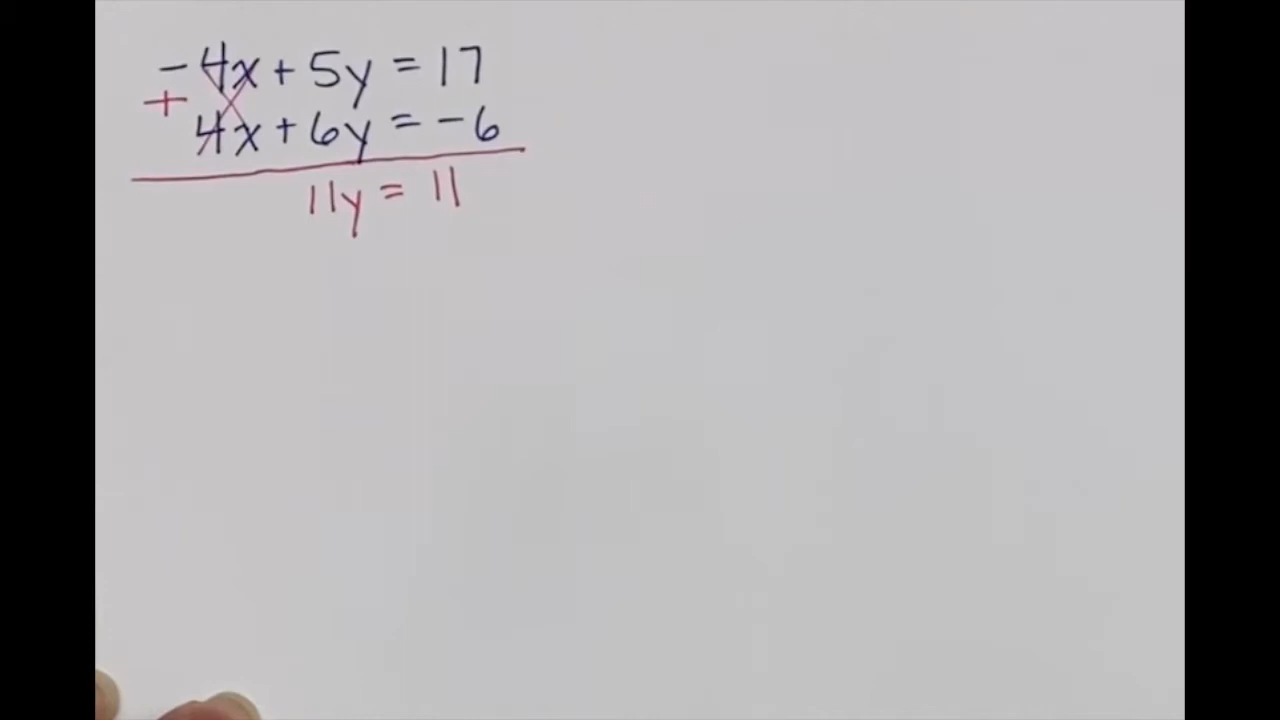 -4x + 5y = 17
+
4x + 6y = -6
11y = 11